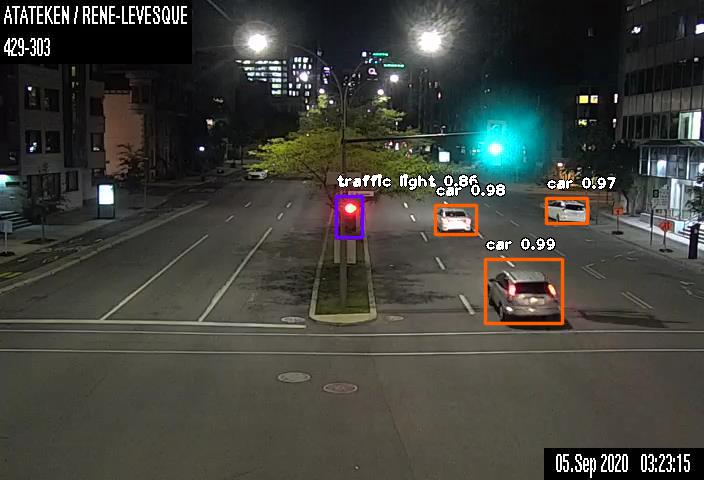 ATATEKEN / RENE-LEVESQUE
429-303
traffic light 0.86
car 0.98
car 0.97
car 0.99
05.Sep 2020 03:23:15